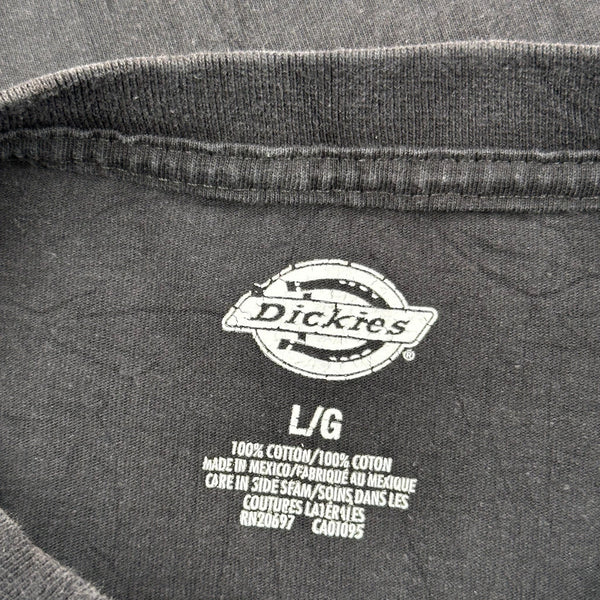 Dickies®
L/G
100% COTTON/100% COTON
MADE IN MEXICO/FABRIQUÉ AU MEXIQUE
CARE IN SIDE SEAM/SOINS DANS LES
COUTURES LATÉRALES
RN20697 CA01095